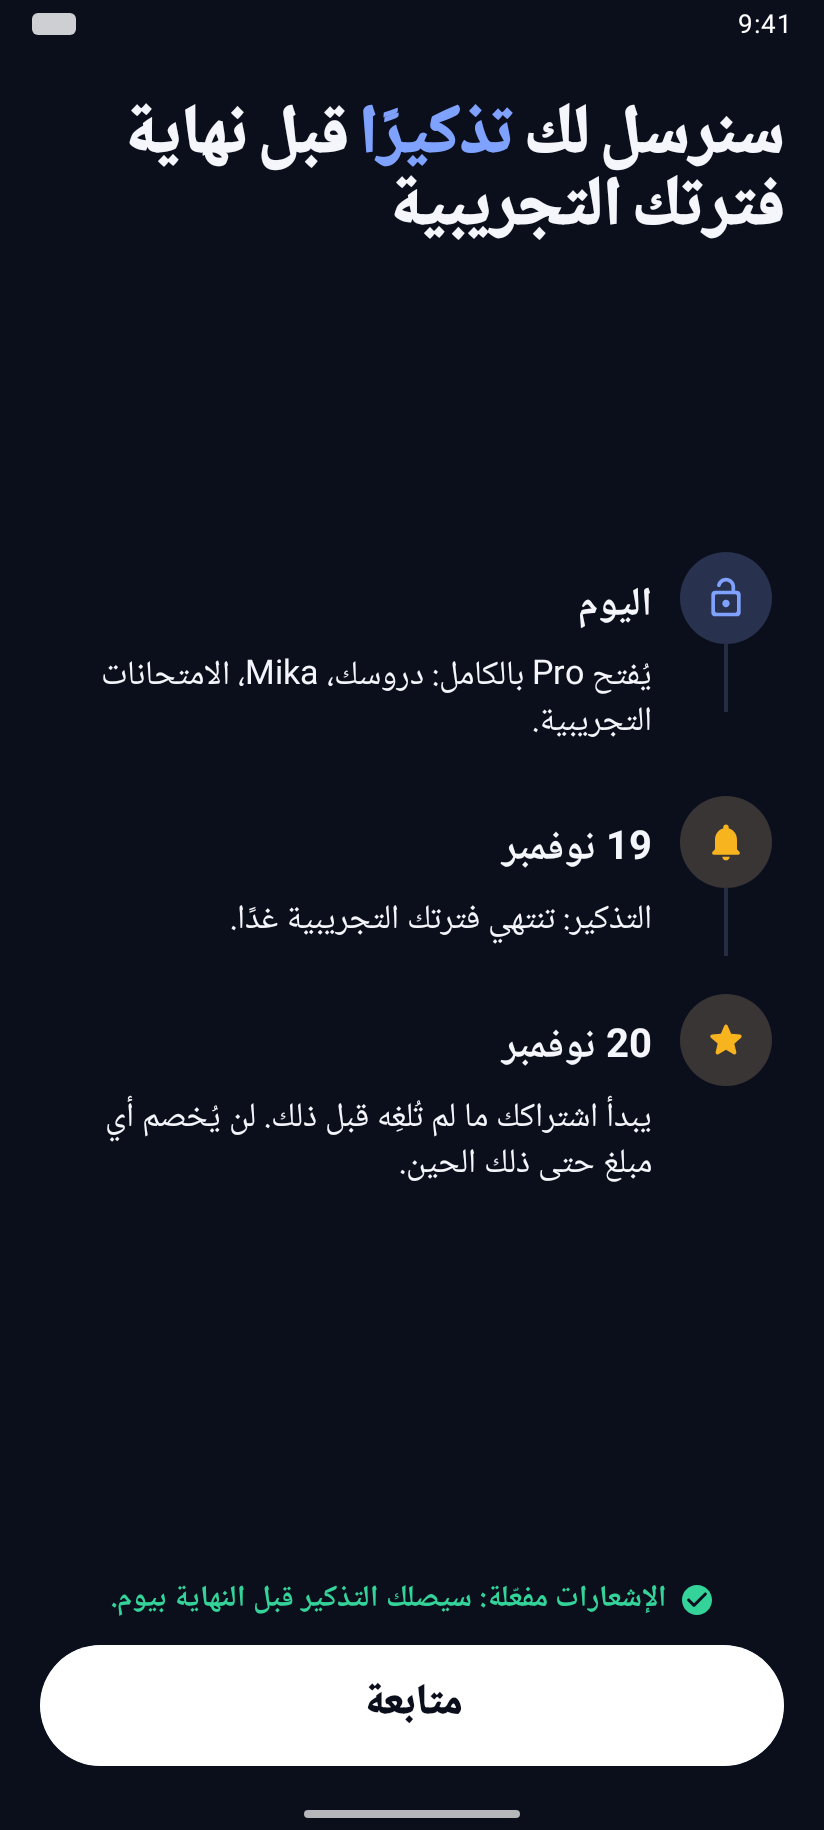 9:41
سنرسل لك تذكيرًا قبل نهاية
فترتك التجريبية
اليوم
يُفتح Pro بالكامل: دروسك، Mika، الامتحانات
التجريبية.
19 نوفمبر
التذكير: تنتهي فترتك التجريبية غدًا.
20 نوفمبر
يبدأ اشتراكك ما لم تُلغِه قبل ذلك. لن يُخصم أي
مبلغ حتى ذلك الحين.
الإشعارات مفعّلة: سيصلك التذكير قبل النهاية بيوم.
متابعة